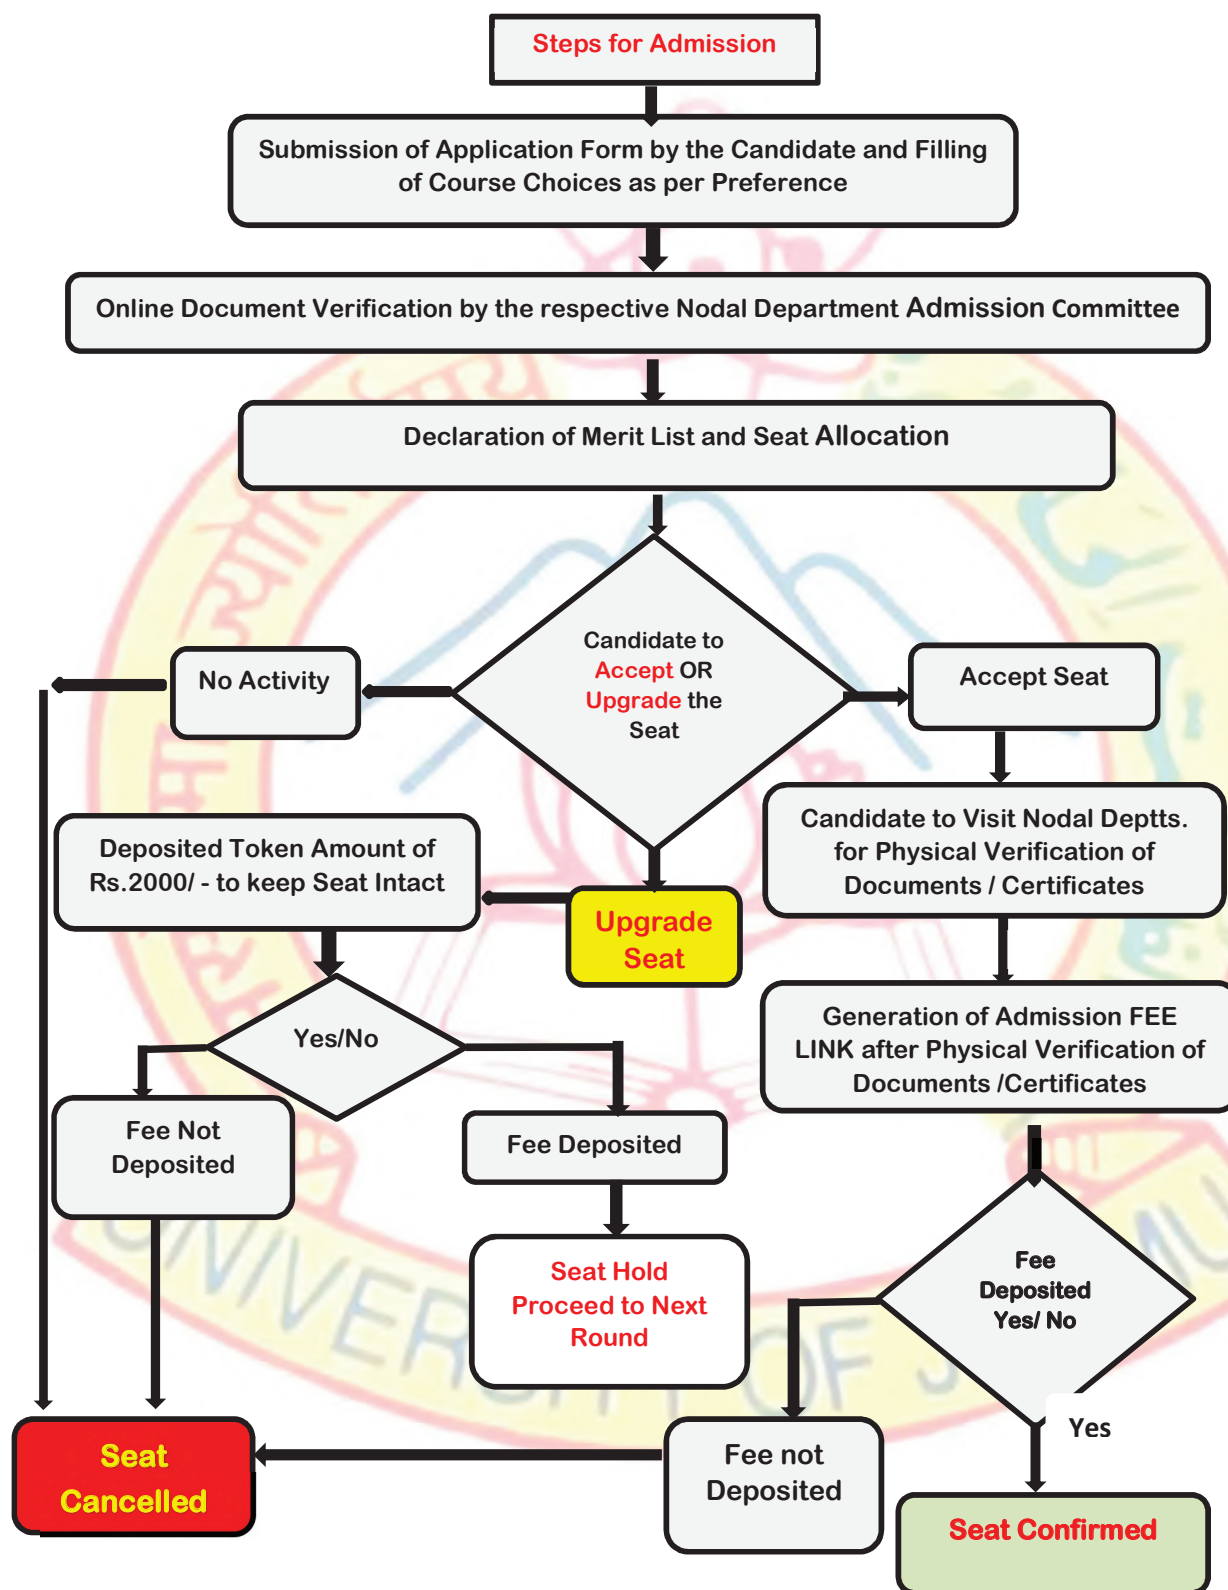 Steps for Admission
Submission of Application Form by the Candidate and Filling
of Course Choices as per Preference
Online Document Verification by the respective Nodal Department Admission Committee
Declaration of Merit List and Seat Allocation
Candidate to
Accept OR
Upgrade the
Seat
No Activity
Accept Seat
Deposited Token Amount of
Rs.2000/ - to keep Seat Intact
Upgrade
Seat
Candidate to Visit Nodal Deptts.
for Physical Verification of
Documents / Certificates
Yes/No
Generation of Admission FEE
LINK after Physical Verification of
Documents /Certificates
Fee Not
Deposited
Fee Deposited
Seat Hold
Proceed to Next
Round
Fee
Deposited
Yes/ No
Yes
Seat
Cancelled
Fee not
Deposited
Seat Confirmed
UNIVERSITY OF J MU